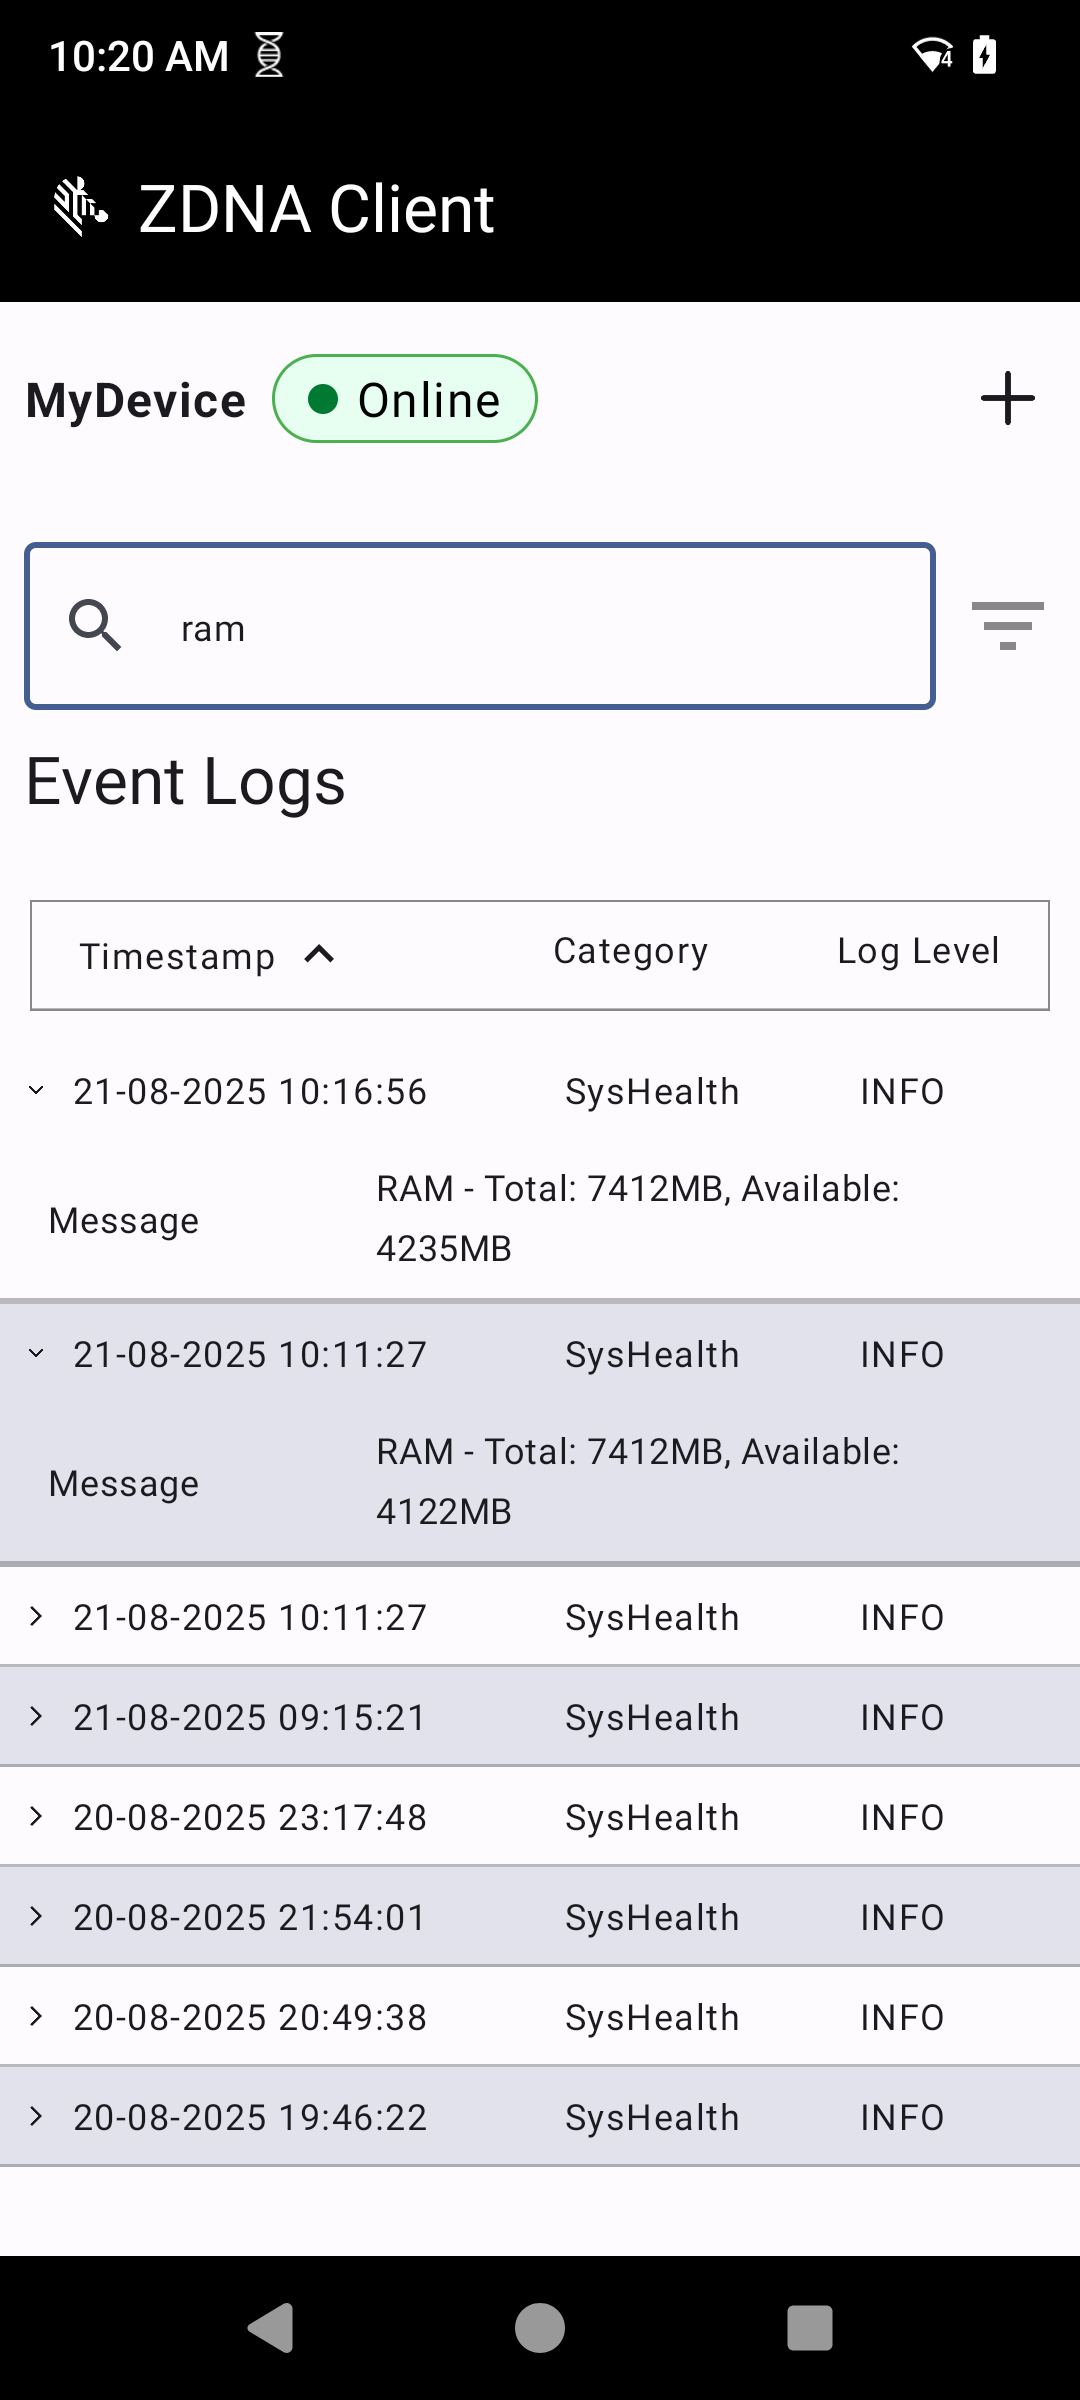 10:20 AM
4
ZDNA Client
MyDevice
Online
ram
Event Logs
Timestamp Category Log Level
21-08-2025 10:16:56 SysHealth INFO
Message RAM - Total: 7412MB, Available:
4235MB
21-08-2025 10:11:27 SysHealth INFO
Message RAM - Total: 7412MB, Available:
4122MB
21-08-2025 10:11:27 SysHealth INFO
21-08-2025 09:15:21 SysHealth INFO
20-08-2025 23:17:48 SysHealth INFO
20-08-2025 21:54:01 SysHealth INFO
20-08-2025 20:49:38 SysHealth INFO
20-08-2025 19:46:22 SysHealth INFO